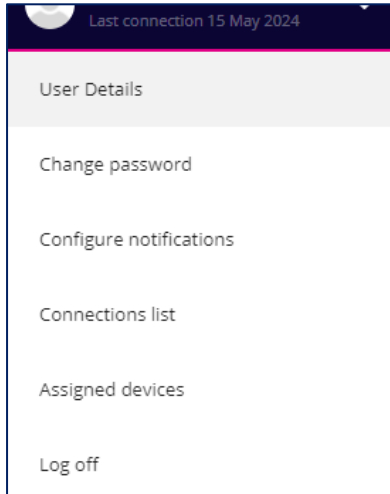 Last connection 15 May 2024
User Details
Change password
Configure notifications
Connections list
Assigned devices
Log off